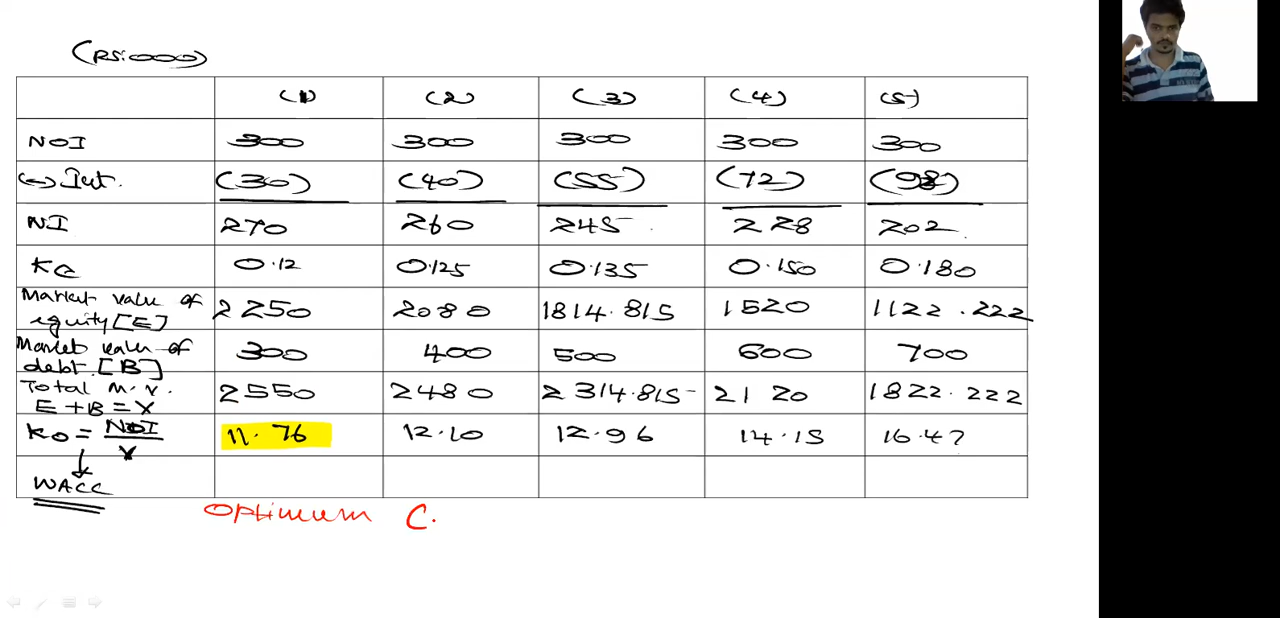 (RS:000)
(1) (2) (3) (4) (5)
NOI 300 300 300 300 300
(-) Int. (30) (40) (55) (72) (98)
NI 270 260 245 228 202
Ke 0.12 0.125 0.135 0.150 0.180
Market value of
equity [E] 2250 2080 1814.815 1520 1122.222
Market value of
debt [B] 300 400 500 600 700
Total m.v.
E+B=V 2550 2480 2314.815 2120 1822.222
Ko = NOI/V 11.76 12.10 12.96 14.15 16.47
WACC
Optimum C.